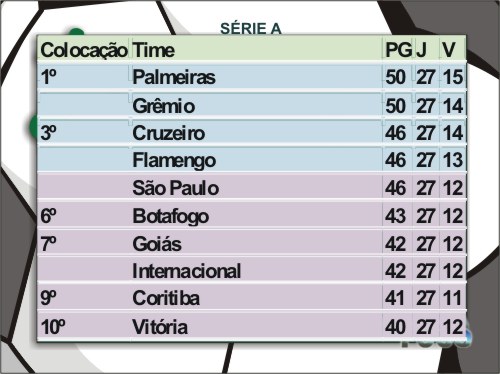 SÉRIE A
Colocação Time PG J V
1º Palmeiras 50 27 15
Grêmio 50 27 14
3º Cruzeiro 46 27 14
Flamengo 46 27 13
São Paulo 46 27 12
6º Botafogo 43 27 12
7º Goiás 42 27 12
Internacional 42 27 12
9º Coritiba 41 27 11
10º Vitória 40 27 12